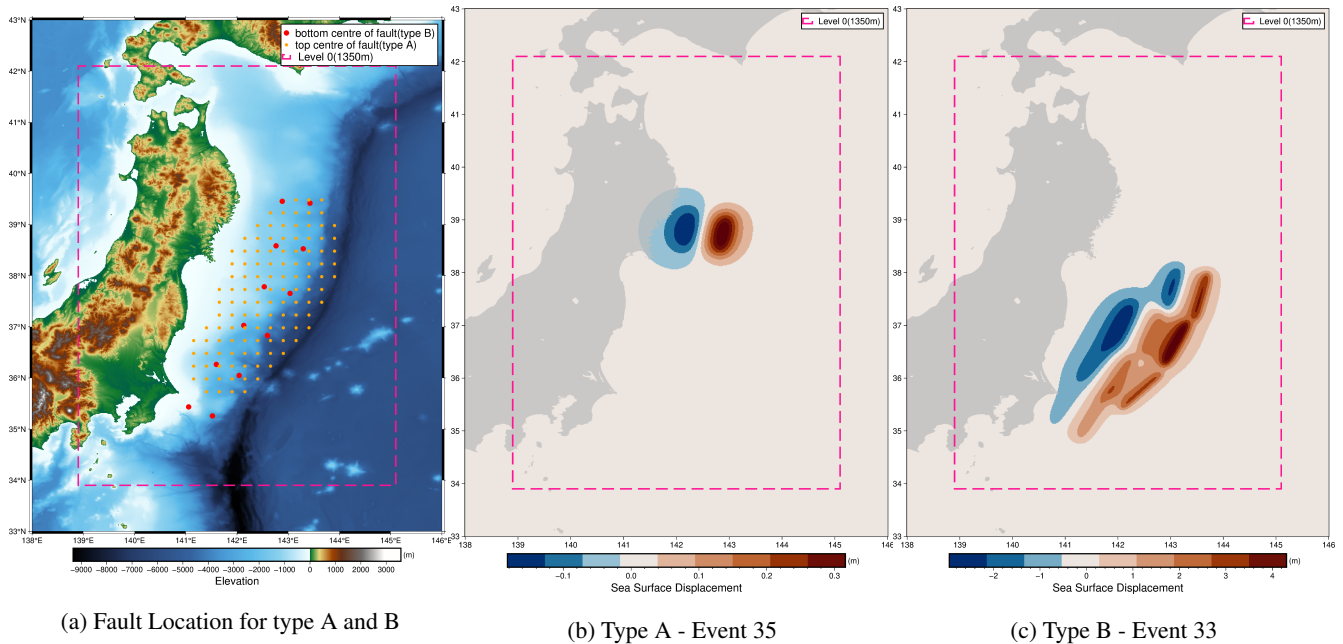 bottom centre of fault(type B)
top centre of fault(type A)
Level 0(1350m)
43°N
42°N
41°N
40°N
39°N
38°N
37°N
36°N
35°N
34°N
33°N
138°E 139°E 140°E 141°E 142°E 143°E 144°E 145°E 146°E
(m)
−9000 −8000 −7000 −6000 −5000 −4000 −3000 −2000 −1000 0 1000 2000 3000
Elevation
(a) Fault Location for type A and B
Level 0(1350m)
43
42
41
40
39
38
37
36
35
34
33
138 139 140 141 142 143 144 145 146
(m)
−0.1 0.0 0.1 0.2 0.3
Sea Surface Displacement
(b) Type A - Event 35
Level 0(1350m)
43
42
41
40
39
38
37
36
35
34
33
138 139 140 141 142 143 144 145 146
(m)
−2 −1 0 1 2 3 4
Sea Surface Displacement
(c) Type B - Event 33